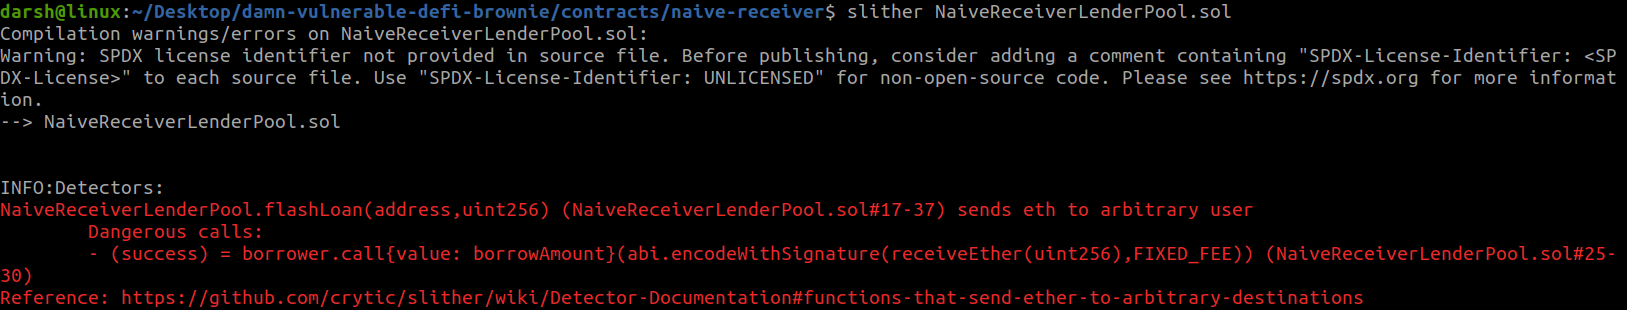 darsh@linux:~/Desktop/damn-vulnerable-defi-brownie/contracts/naive-receiver$ slither NaiveReceiverLenderPool.sol
Compilation warnings/errors on NaiveReceiverLenderPool.sol:
Warning: SPDX license identifier not provided in source file. Before publishing, consider adding a comment containing "SPDX-License-Identifier: <SP
DX-License>" to each source file. Use "SPDX-License-Identifier: UNLICENSED" for non-open-source code. Please see https://spdx.org for more informat
ion.
--> NaiveReceiverLenderPool.sol
INFO:Detectors:
NaiveReceiverLenderPool.flashLoan(address,uint256) (NaiveReceiverLenderPool.sol#17-37) sends eth to arbitrary user
Dangerous calls:
- (success) = borrower.call{value: borrowAmount}(abi.encodeWithSignature(receiveEther(uint256),FIXED_FEE)) (NaiveReceiverLenderPool.sol#25-
30)
Reference: https://github.com/crytic/slither/wiki/Detector-Documentation#functions-that-send-ether-to-arbitrary-destinations